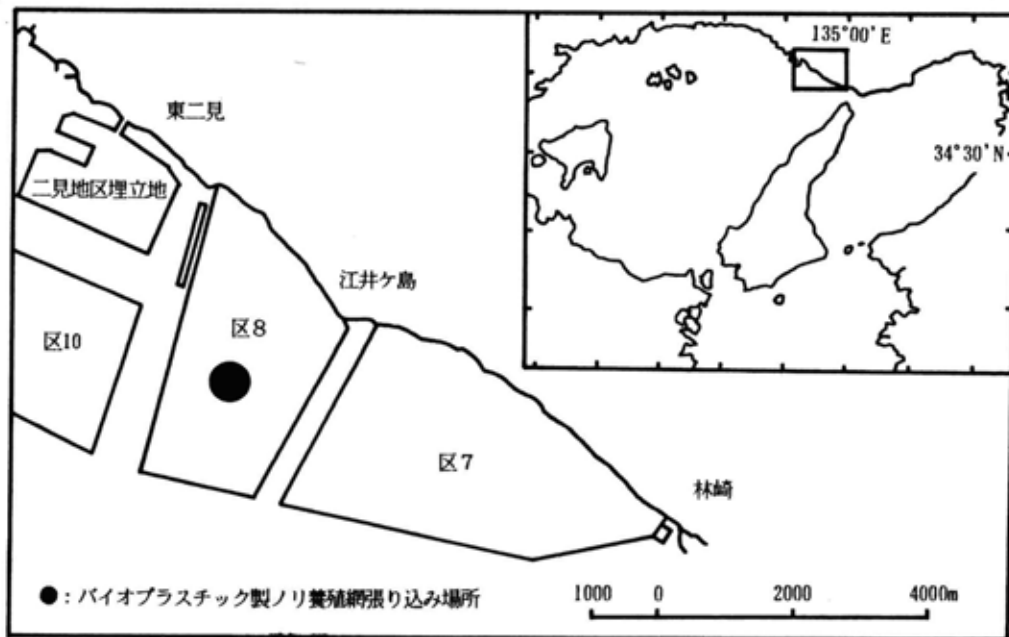 135°00'E
34°30'N
東二見
二見地区埋立地
江井ケ島
区10
区8
区7
林崎
●：バイオプラスチック製ノリ養殖網張り込み場所
1000 0 2000 4000m